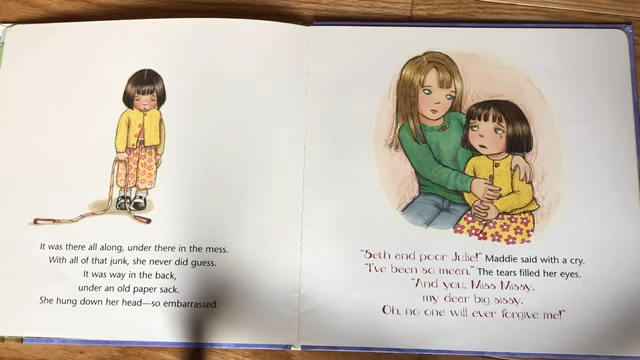 It was there all along, under there in the mess.
With all of that junk, she never did guess.
It was way in the back,
under an old paper sack.
She hung down her head—so embarrassed.
"Seth and poor Julie!" Maddie said with a cry.
"I've been so mean." The tears filled her eyes.
"And you, Miss Missy,
my dear big sissy,
Oh, no one will ever forgive me!"